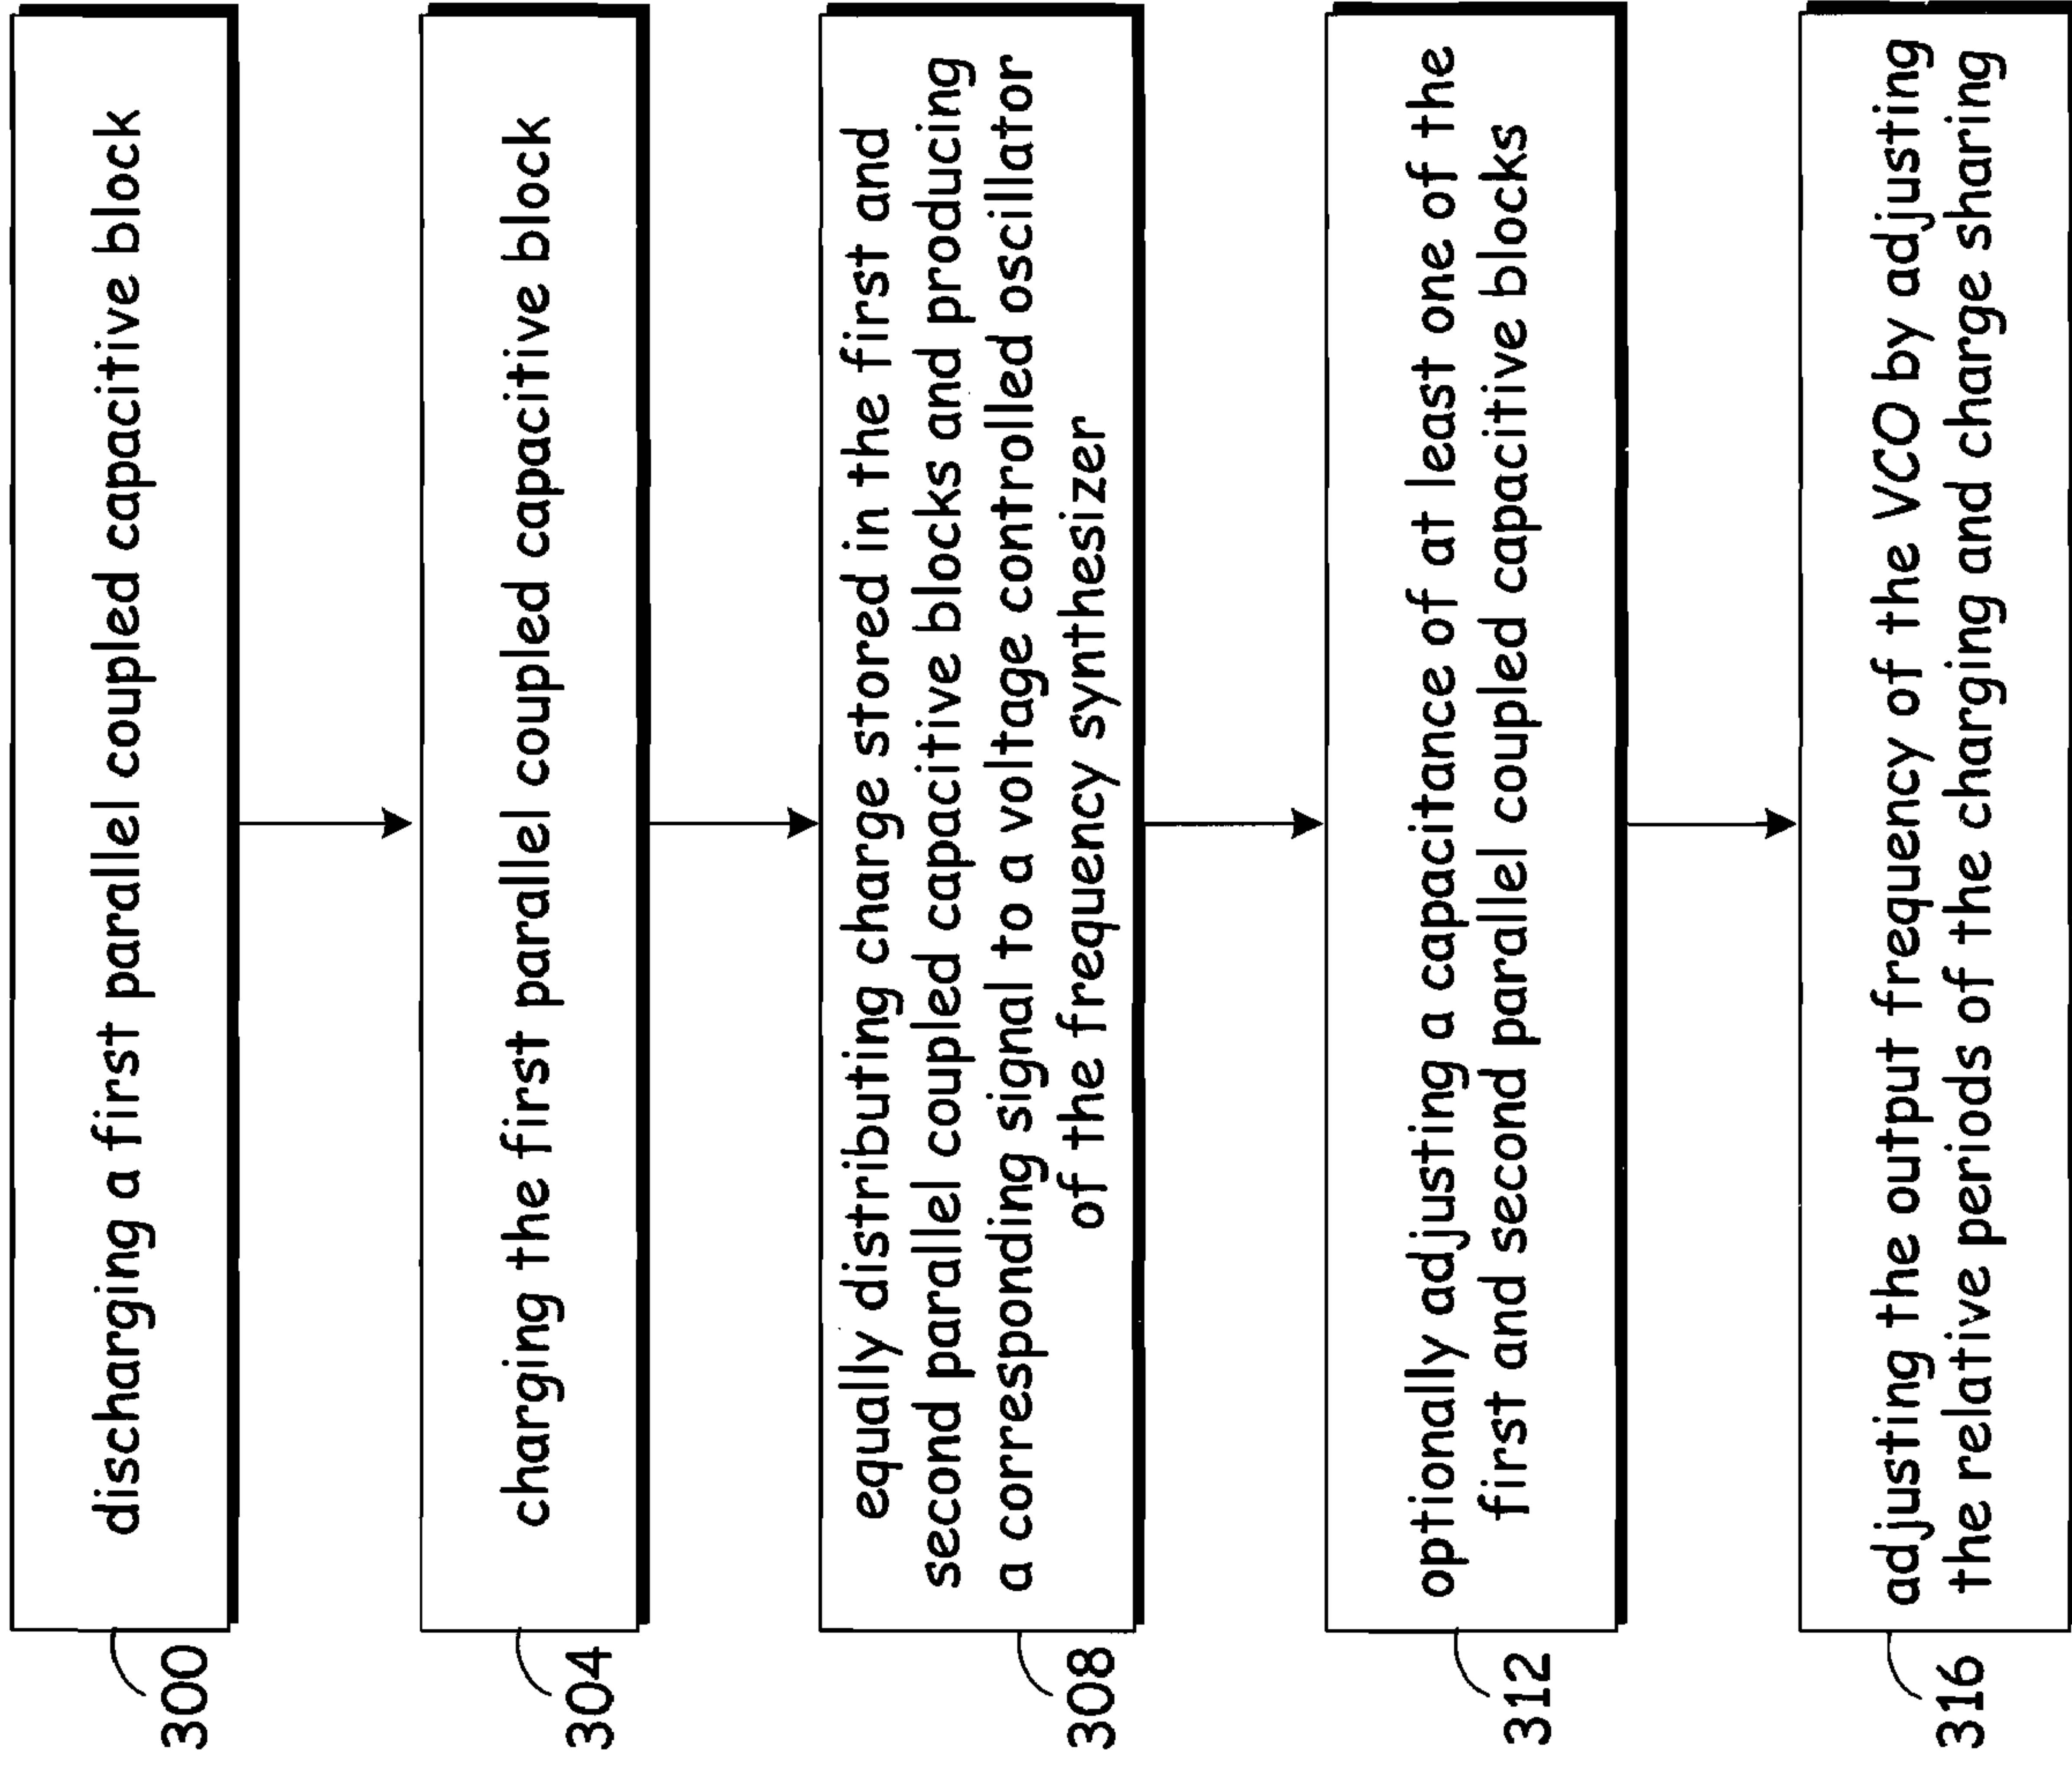 discharging a first parallel coupled capacitive block
300
charging the first parallel coupled capacitive block
304
equally distributing charge stored in the first and
second parallel coupled capacitive blocks and producing
a corresponding signal to a voltage controlled oscillator
of the frequency synthesizer
308
optionally adjusting a capacitance of at least one of the
first and second parallel coupled capacitive blocks
312
adjusting the output frequency of the VCO by adjusting
the relative periods of the charging and charge sharing
316